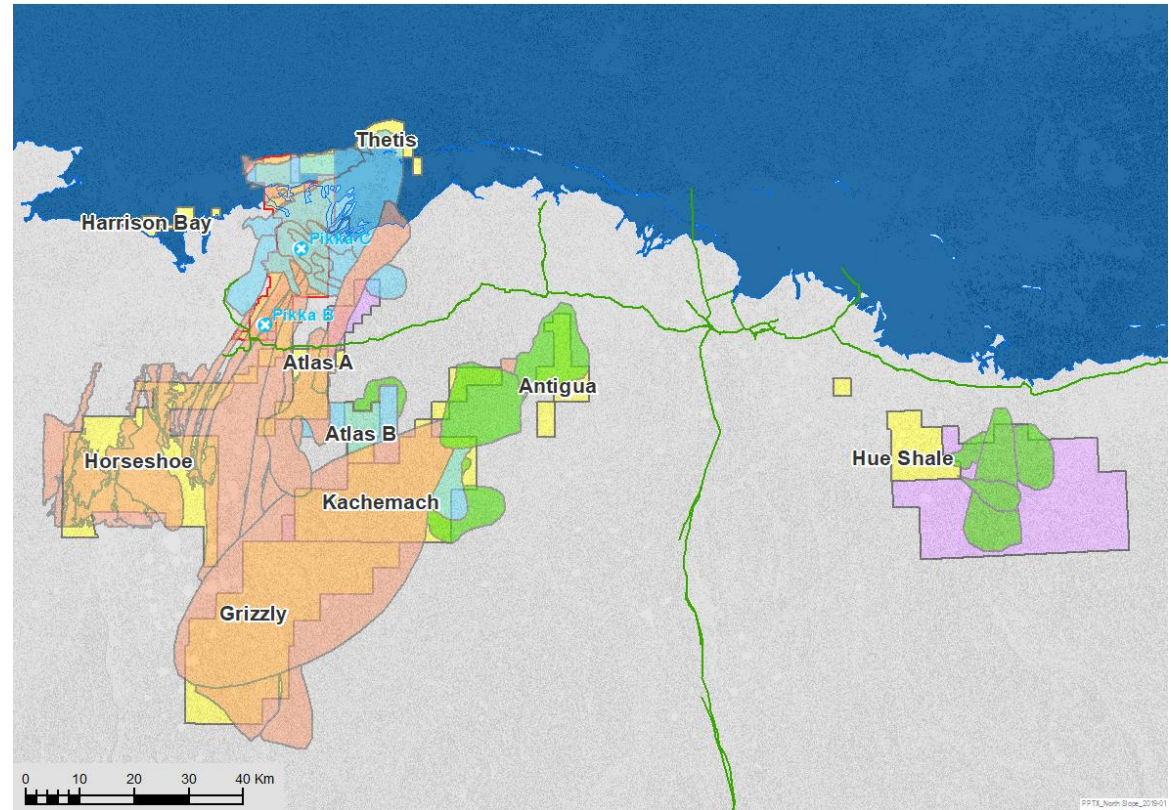 Thetis
Harrison Bay
Pikka C
Pikka B
Atlas A
Antigua
Atlas B
Horseshoe
Hue Shale
Kachemach
Grizzly
0 10 20 30 40 Km